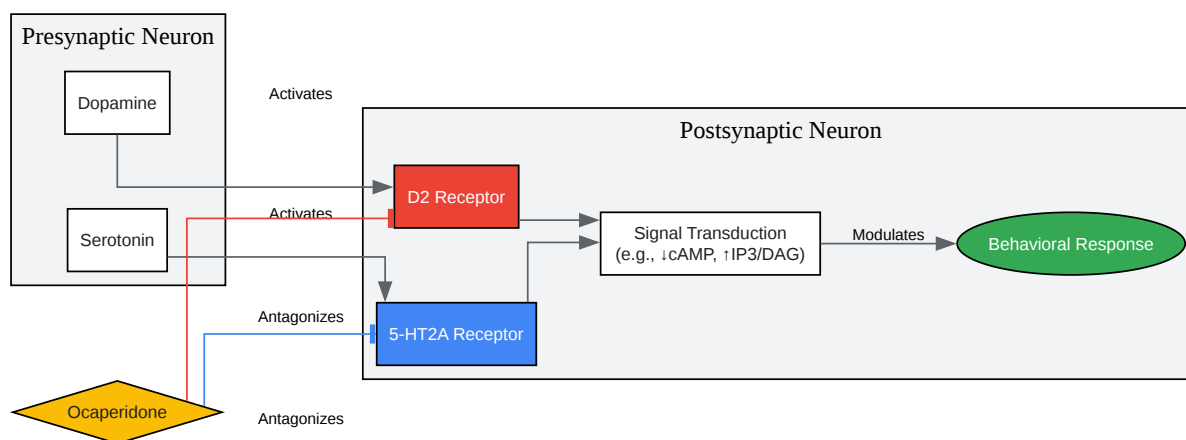 Presynaptic Neuron
Dopamine
Activates
Postsynaptic Neuron
D2 Receptor
Activates
Serotonin
Signal Transduction
(e.g., ↓cAMP, ↑IP3/DAG)
Modulates
Behavioral Response
Antagonizes
5-HT2A Receptor
Ocaperidone
Antagonizes